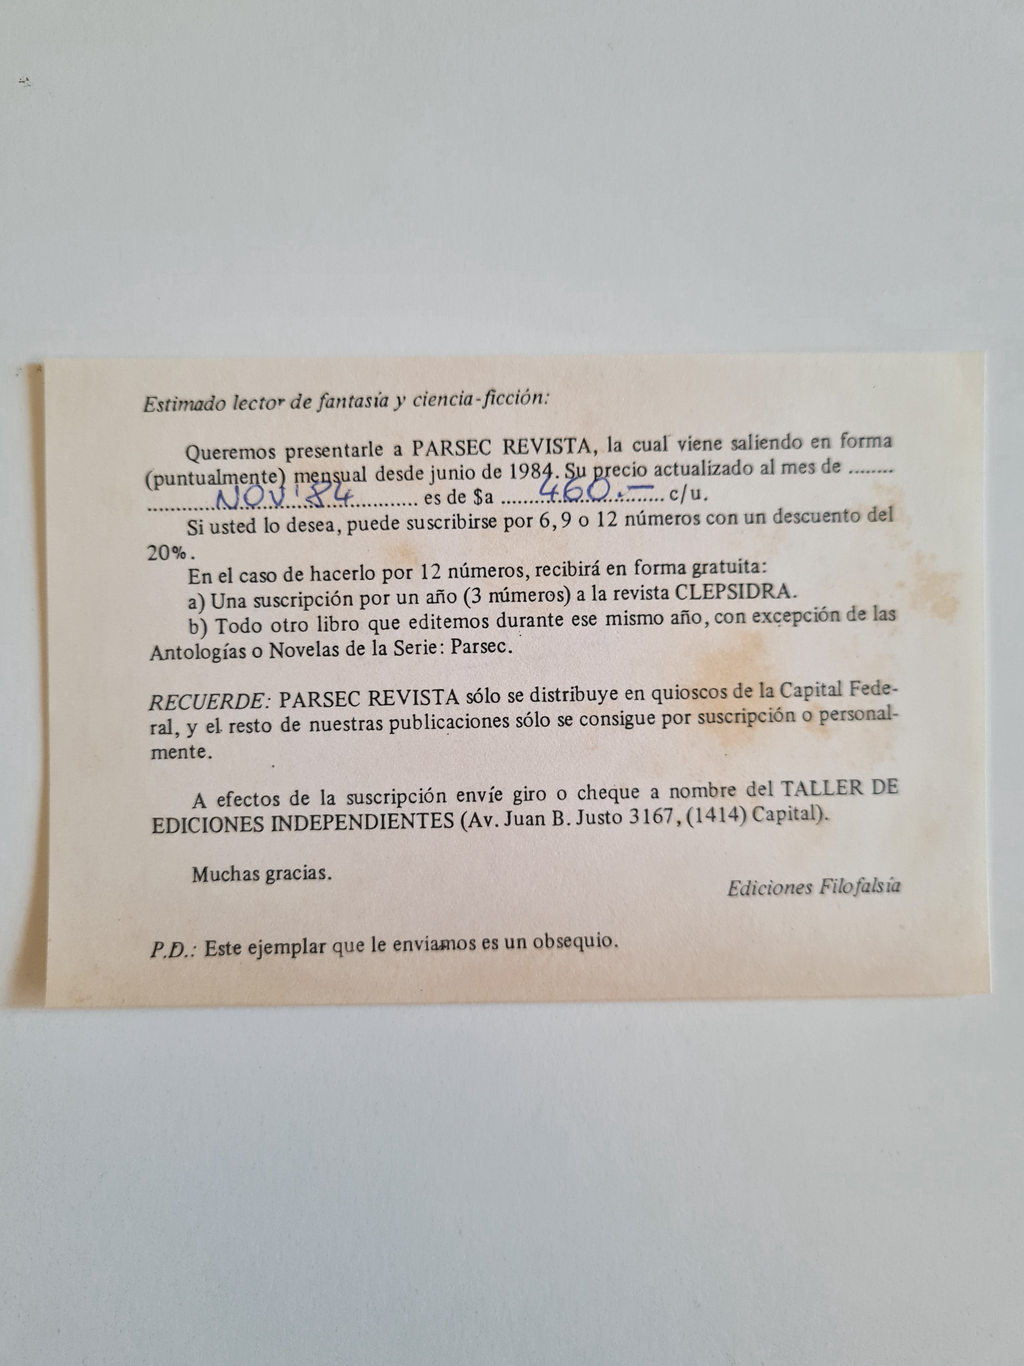 Estimado lector de fantasía y ciencia-ficción:
Queremos presentarle a PARSEC REVISTA, la cual viene saliendo en forma
(puntualmente) mensual desde junio de 1984. Su precio actualizado al mes de ........
............NOV'84............ es de $a .......460.-...... c/u.
Si usted lo desea, puede suscribirse por 6, 9 o 12 números con un descuento del
20%.
En el caso de hacerlo por 12 números, recibirá en forma gratuita:
a) Una suscripción por un año (3 números) a la revista CLEPSIDRA.
b) Todo otro libro que editemos durante ese mismo año, con excepción de las
Antologías o Novelas de la Serie: Parsec.
RECUERDE: PARSEC REVISTA sólo se distribuye en quioscos de la Capital Fede-
ral, y el resto de nuestras publicaciones sólo se consigue por suscripción o personal-
mente.
A efectos de la suscripción envíe giro o cheque a nombre del TALLER DE
EDICIONES INDEPENDIENTES (Av. Juan B. Justo 3167, (1414) Capital).
Muchas gracias.
Ediciones Filofalsía
P.D.: Este ejemplar que le enviamos es un obsequio.